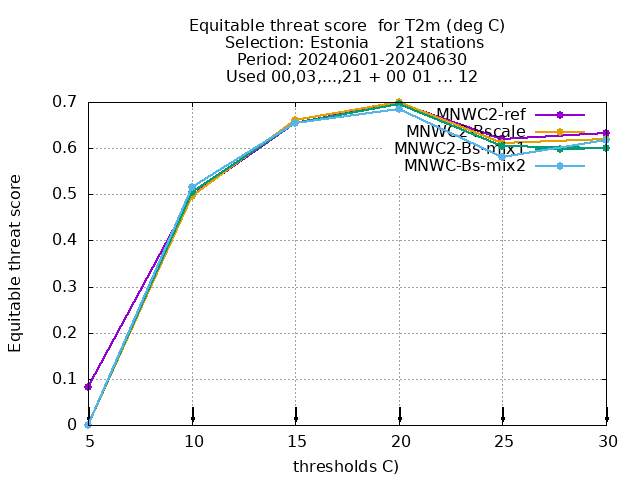 Equitable threat score  for T2m (deg C)
Selection: Estonia     21 stations
Period: 20240601-20240630
Used 00,03,...,21 + 00 01 ... 12
Equitable threat score
0.7
0.6
0.5
0.4
0.3
0.2
0.1
0
MNWC2-ref
MNWC2-Bscale
MNWC2-Bs-mix1
MNWC-Bs-mix2
5 10 15 20 25 30
thresholds C)